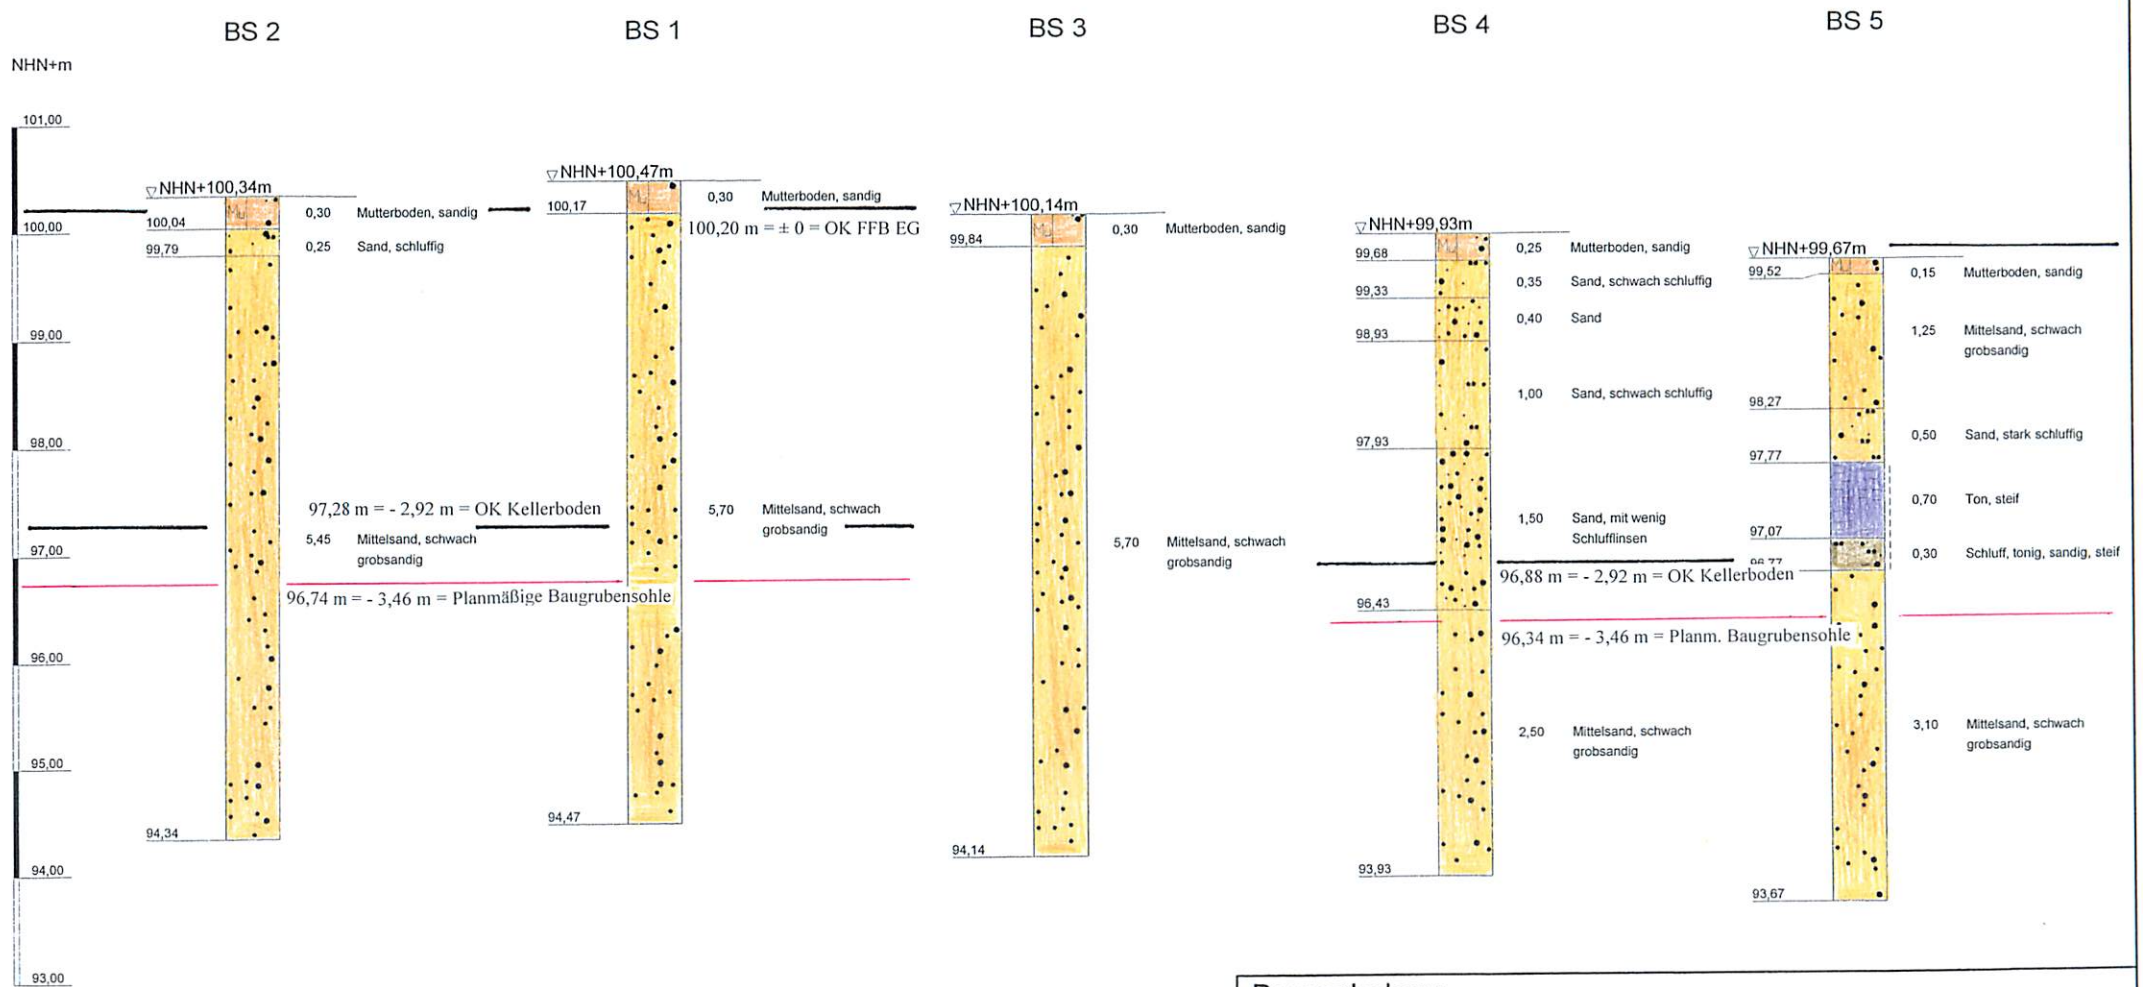 BS 2
BS 1
BS 3
BS 4
BS 5
NHN+m
101,00
100,00
99,00
98,00
97,00
96,00
95,00
94,00
93,00
NHN+100,34m
Mu
100,04
99,79
94,34
0,30 Mutterboden, sandig
0,25 Sand, schluffig
97,28 m = - 2,92 m = OK Kellerboden
5,45 Mittelsand, schwach
grobsandig
96,74 m = - 3,46 m = Planmäßige Baugrubensohle
NHN+100,47m
Mu
100,17
94,47
0,30 Mutterboden, sandig
100,20 m = ± 0 = OK FFB EG
5,70 Mittelsand, schwach
grobsandig
NHN+100,14m
Mu
99,84
94,14
0,30 Mutterboden, sandig
5,70 Mittelsand, schwach
grobsandig
NHN+99,93m
Mu
99,68
99,33
98,93
97,93
96,43
93,93
0,25 Mutterboden, sandig
0,35 Sand, schwach schluffig
0,40 Sand
1,00 Sand, schwach schluffig
1,50 Sand, mit wenig
Schlufflinsen
96,88 m = - 2,92 m = OK Kellerboden
96,34 m = - 3,46 m = Planm. Baugrubensohle
2,50 Mittelsand, schwach
grobsandig
NHN+99,67m
Mu
99,52
98,27
97,77
97,07
96,77
93,67
0,15 Mutterboden, sandig
1,25 Mittelsand, schwach
grobsandig
0,50 Sand, stark schluffig
0,70 Ton, steif
0,30 Schluff, tonig, sandig, steif
3,10 Mittelsand, schwach
grobsandig